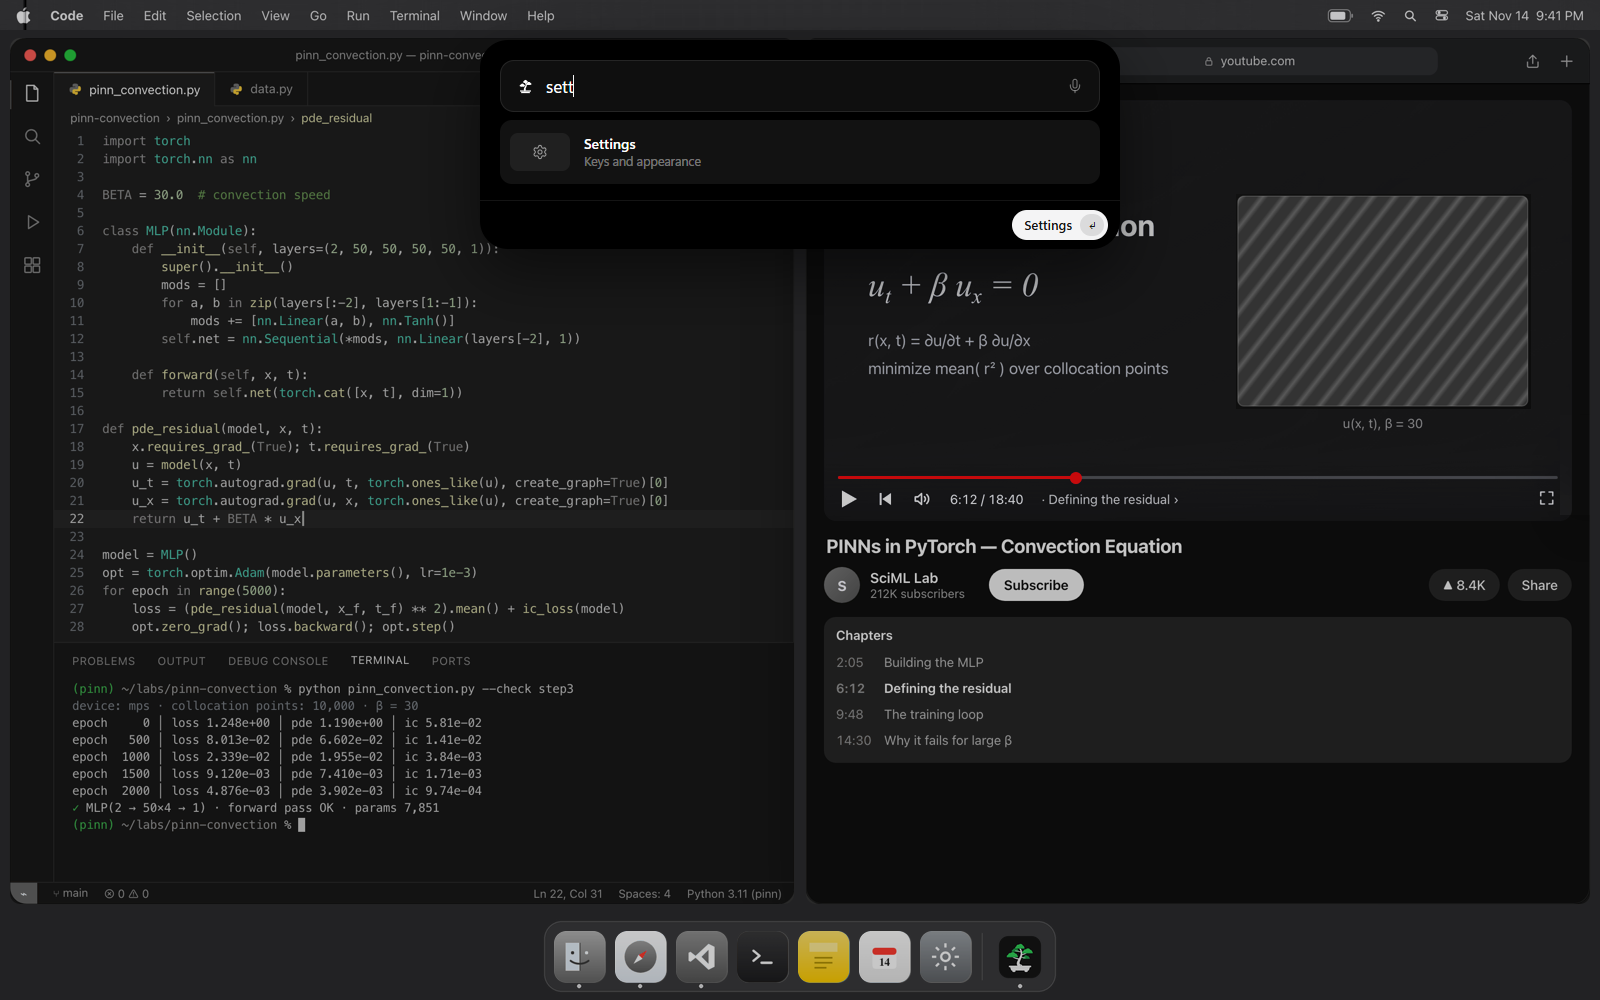 Code File Edit Selection View Go Run Terminal Window Help
Sat Nov 14 9:41 PM
pinn_convection.py — pinn-conve
pinn_convection.py data.py
pinn-convection › pinn_convection.py › pde_residual
1 import torch
2 import torch.nn as nn
3
4 BETA = 30.0 # convection speed
5
6 class MLP(nn.Module):
7 def __init__(self, layers=(2, 50, 50, 50, 50, 1)):
8 super().__init__()
9 mods = []
10 for a, b in zip(layers[:-2], layers[1:-1]):
11 mods += [nn.Linear(a, b), nn.Tanh()]
12 self.net = nn.Sequential(*mods, nn.Linear(layers[-2], 1))
13
14 def forward(self, x, t):
15 return self.net(torch.cat([x, t], dim=1))
16
17 def pde_residual(model, x, t):
18 x.requires_grad_(True); t.requires_grad_(True)
19 u = model(x, t)
20 u_t = torch.autograd.grad(u, t, torch.ones_like(u), create_graph=True)[0]
21 u_x = torch.autograd.grad(u, x, torch.ones_like(u), create_graph=True)[0]
22 return u_t + BETA * u_x
23
24 model = MLP()
25 opt = torch.optim.Adam(model.parameters(), lr=1e-3)
26 for epoch in range(5000):
27 loss = (pde_residual(model, x_f, t_f) ** 2).mean() + ic_loss(model)
28 opt.zero_grad(); loss.backward(); opt.step()
PROBLEMS OUTPUT DEBUG CONSOLE TERMINAL PORTS
(pinn) ~/labs/pinn-convection % python pinn_convection.py --check step3
device: mps · collocation points: 10,000 · β = 30
epoch 0 | loss 1.248e+00 | pde 1.190e+00 | ic 5.81e-02
epoch 500 | loss 8.013e-02 | pde 6.602e-02 | ic 1.41e-02
epoch 1000 | loss 2.339e-02 | pde 1.955e-02 | ic 3.84e-03
epoch 1500 | loss 9.120e-03 | pde 7.410e-03 | ic 1.71e-03
epoch 2000 | loss 4.876e-03 | pde 3.902e-03 | ic 9.74e-04
✓ MLP(2 → 50×4 → 1) · forward pass OK · params 7,851
(pinn) ~/labs/pinn-convection %
main 0 0 Ln 22, Col 31 Spaces: 4 Python 3.11 (pinn)
sett
Settings
Keys and appearance
Settings
youtube.com
on
u_t + β u_x = 0
r(x, t) = ∂u/∂t + β ∂u/∂x
minimize mean( r² ) over collocation points
u(x, t), β = 30
6:12 / 18:40 · Defining the residual ›
PINNs in PyTorch — Convection Equation
S
SciML Lab
212K subscribers
Subscribe
8.4K
Share
Chapters
2:05 Building the MLP
6:12 Defining the residual
9:48 The training loop
14:30 Why it fails for large β
14